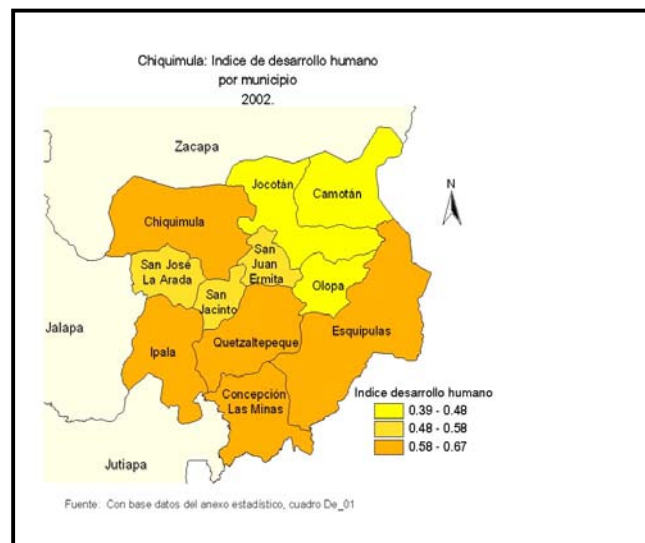 Chiquimula: Indice de desarrollo humano
por municipio
2002.
Zacapa
N
Jocotán
Camotán
Chiquimula
San
Juan
Ermita
San José
La Arada
San
Jacinto
Olopa
Jalapa
Ipala
Quetzaltepeque
Esquipulas
Concepción
Las Minas
Indice desarrollo humano
0.39 - 0.48
0.48 - 0.58
0.58 - 0.67
Jutiapa
Fuente: Con base datos del anexo estadístico, cuadro De_01